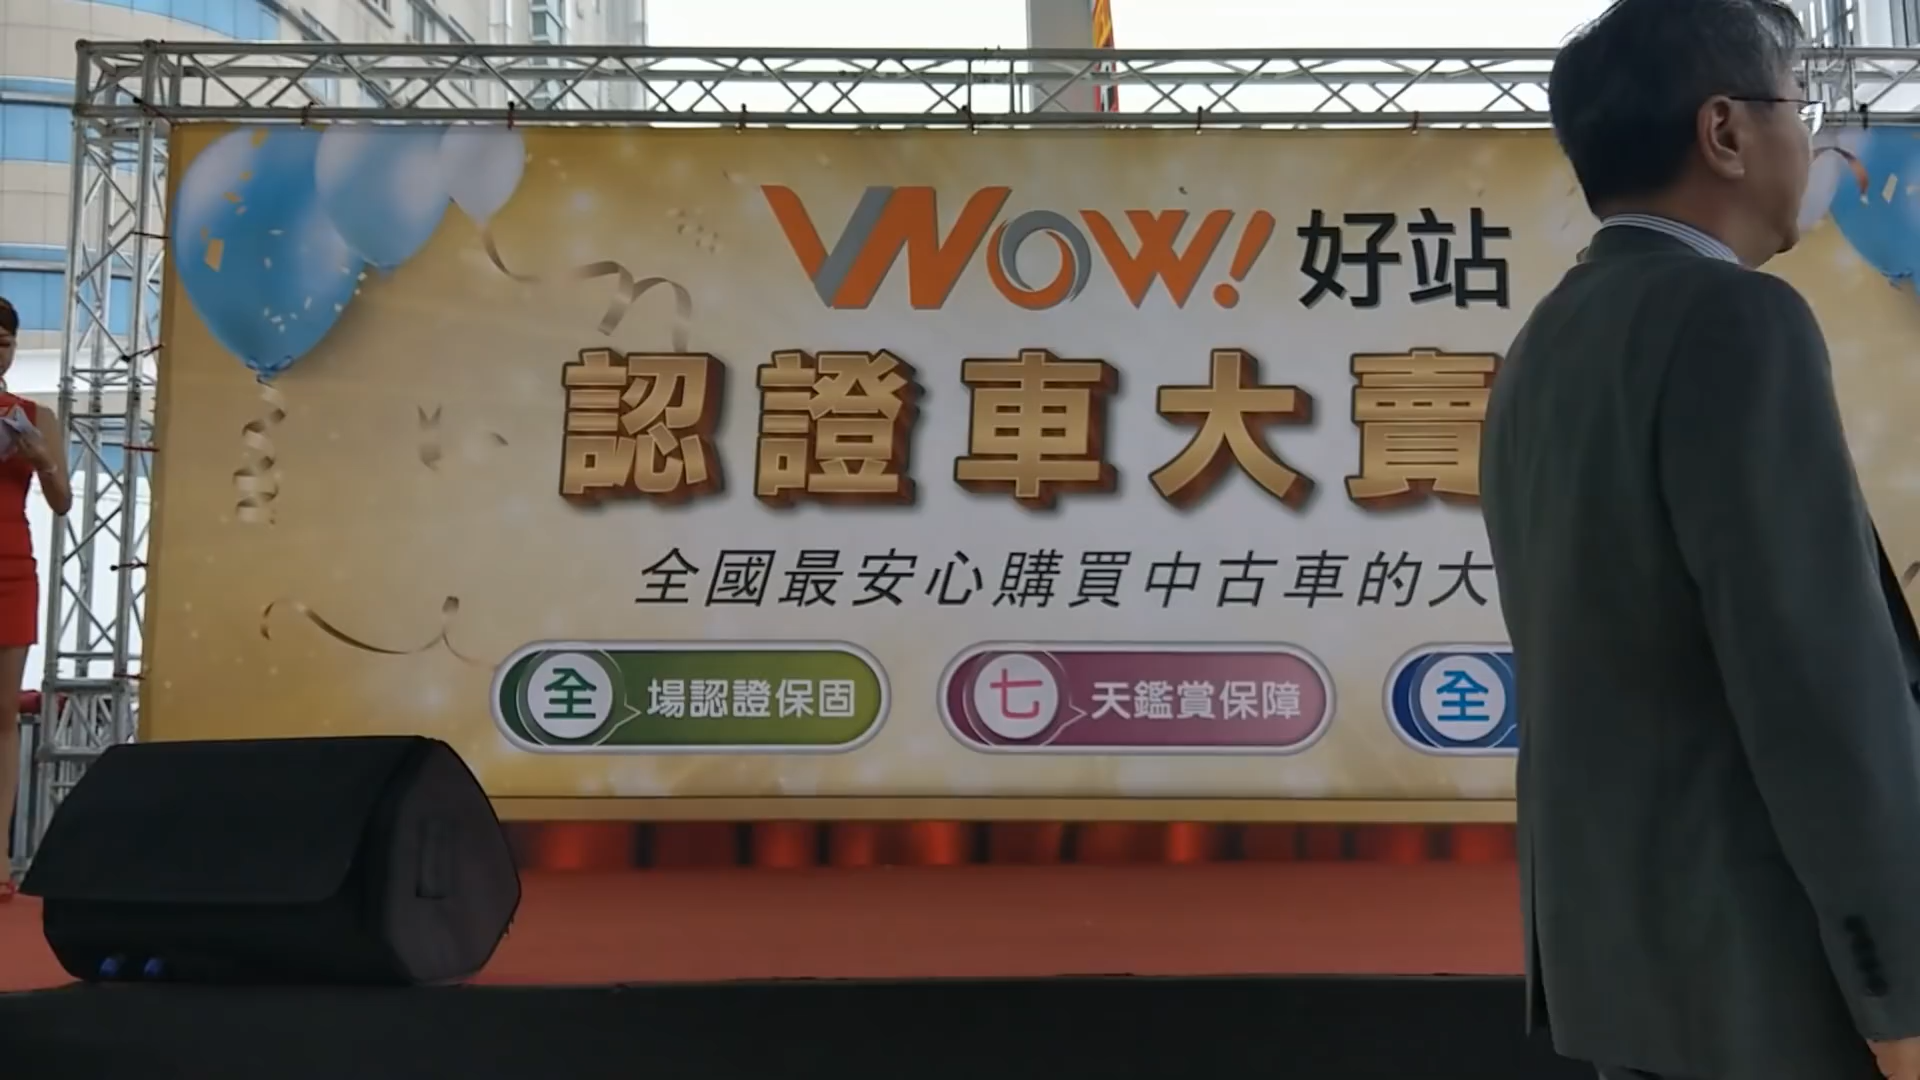 WOW! 好站
認證車大賣
全國最安心購買中古車的大
全場認證保固
七天鑑賞保障
全